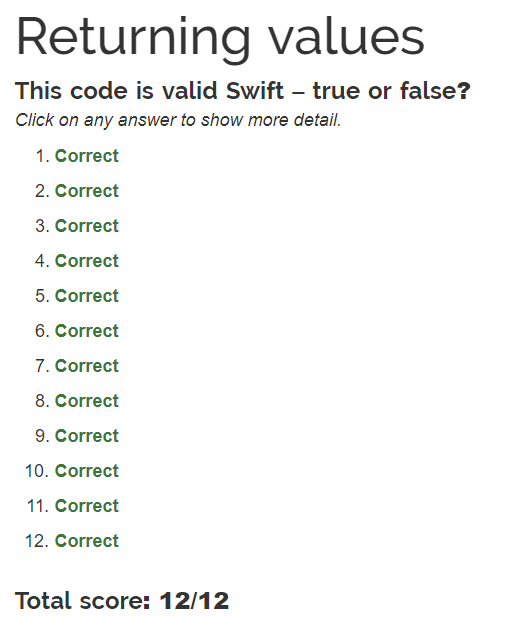 Returning values
This code is valid Swift – true or false?
Click on any answer to show more detail.
1. Correct
2. Correct
3. Correct
4. Correct
5. Correct
6. Correct
7. Correct
8. Correct
9. Correct
10. Correct
11. Correct
12. Correct
Total score: 12/12